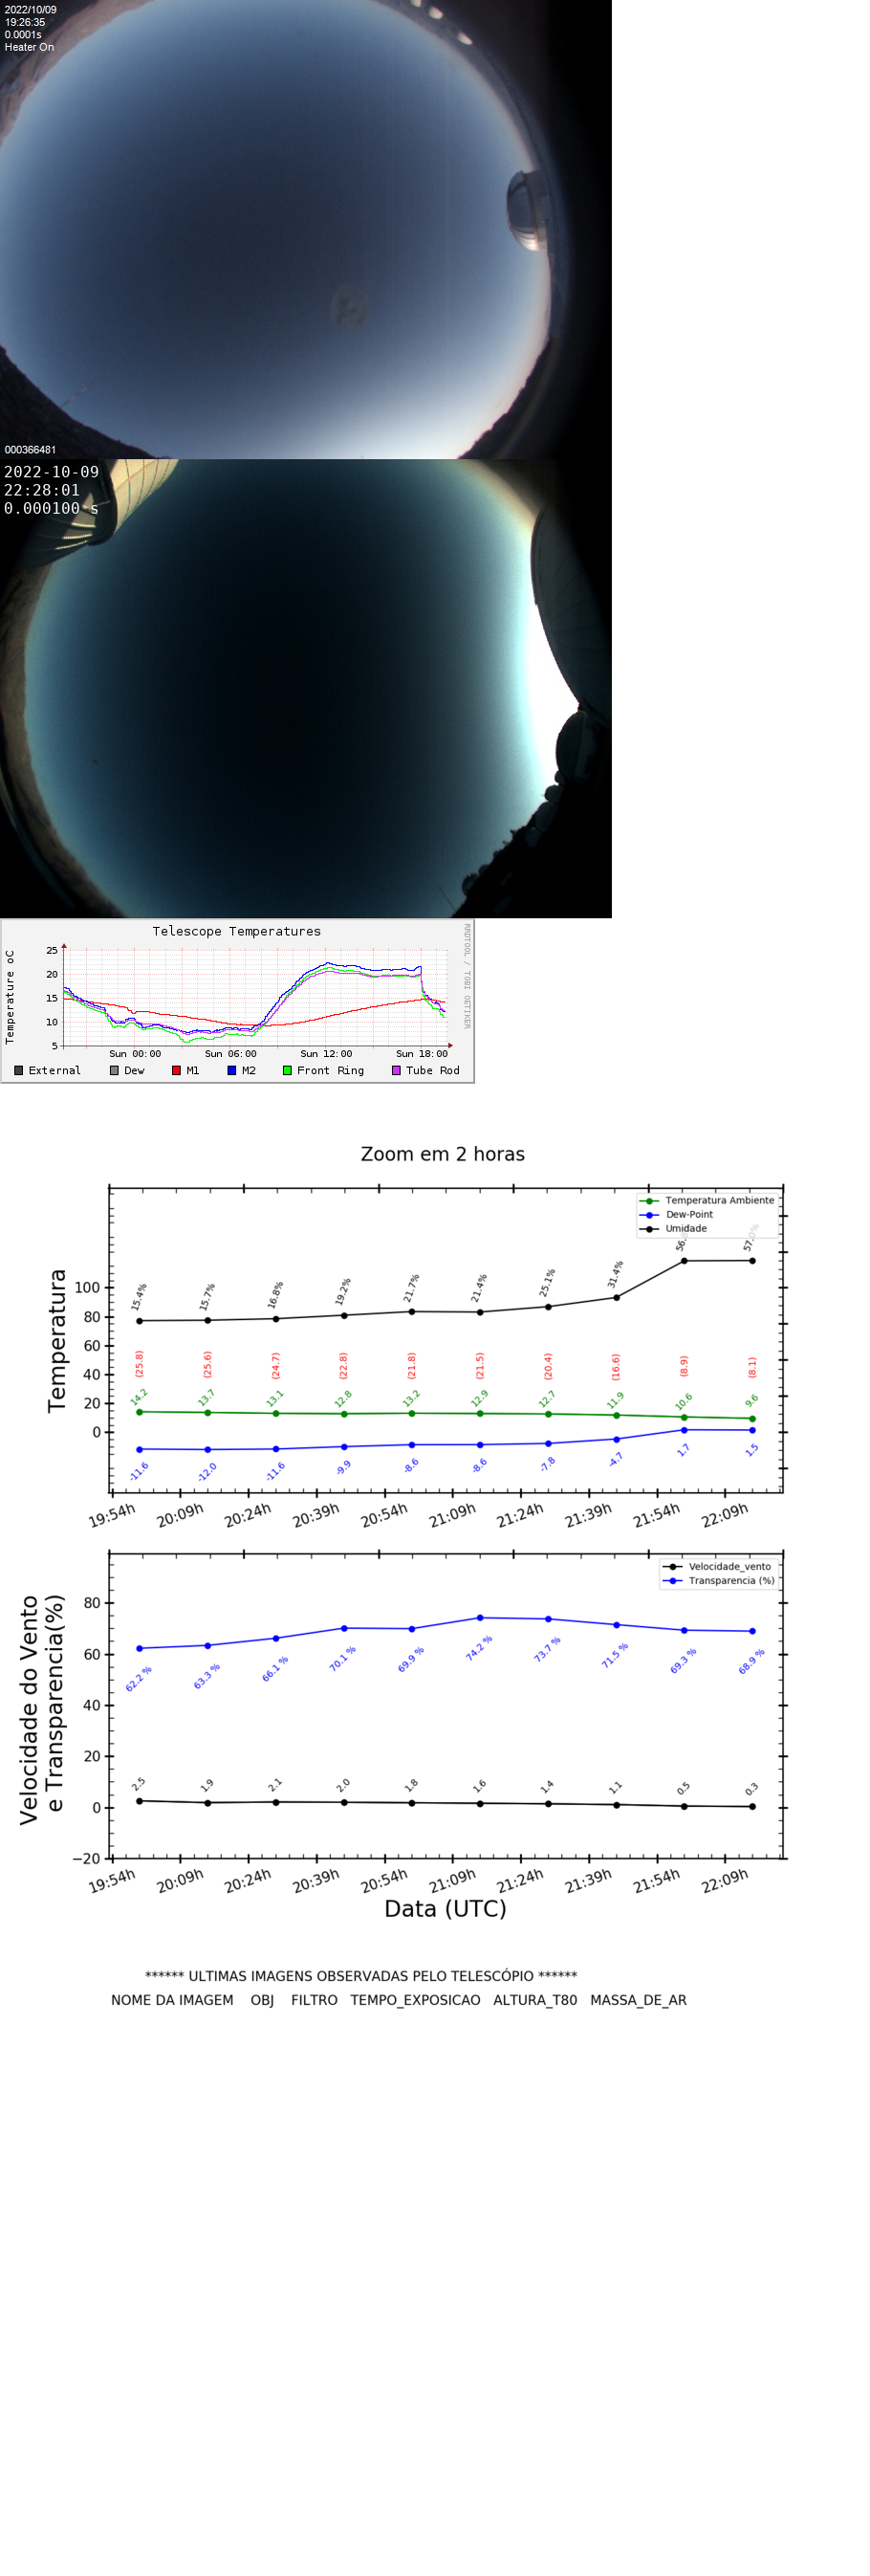 2022/10/09
19:26:35
0.0001s
Heater On
000366481
2022-10-09
22:28:01
0.000100 s
Telescope Temperatures
RRDTOOL / TOBI OETIKER
Temperature oC
25
20
15
10
5
Sun 00:00 Sun 06:00 Sun 12:00 Sun 18:00
External Dew M1 M2 Front Ring Tube Rod
Zoom em 2 horas
Temperatura
Temperatura Ambiente
Dew-Point
Umidade
100
80
60
40
20
0
15.4% 15.7% 16.8% 19.2% 21.7% 21.4% 25.1% 31.4%
(25.8) (25.6) (24.7) (22.8) (21.8) (21.5) (20.4) (16.6) (8.9) (8.1)
14.2 13.7 13.1 12.8 13.2 12.9 12.7 11.9 10.6 9.6
-11.6 -12.0 -11.6 -9.9 -8.6 -8.6 -7.8 -4.7 1.7 1.5
19:54h 20:09h 20:24h 20:39h 20:54h 21:09h 21:24h 21:39h 21:54h 22:09h
Velocidade do Vento
e Transparencia(%)
Velocidade_vento
Transparencia (%)
80
60
40
20
0
−20
62.2 % 63.3 % 66.1 % 70.1 % 69.9 % 74.2 % 73.7 % 71.5 % 69.3 % 68.9 %
2.5 1.9 2.1 2.0 1.8 1.6 1.4 1.1 0.5 0.3
19:54h 20:09h 20:24h 20:39h 20:54h 21:09h 21:24h 21:39h 21:54h 22:09h
Data (UTC)
****** ULTIMAS IMAGENS OBSERVADAS PELO TELESCÓPIO ******
NOME DA IMAGEM OBJ FILTRO TEMPO_EXPOSICAO ALTURA_T80 MASSA_DE_AR